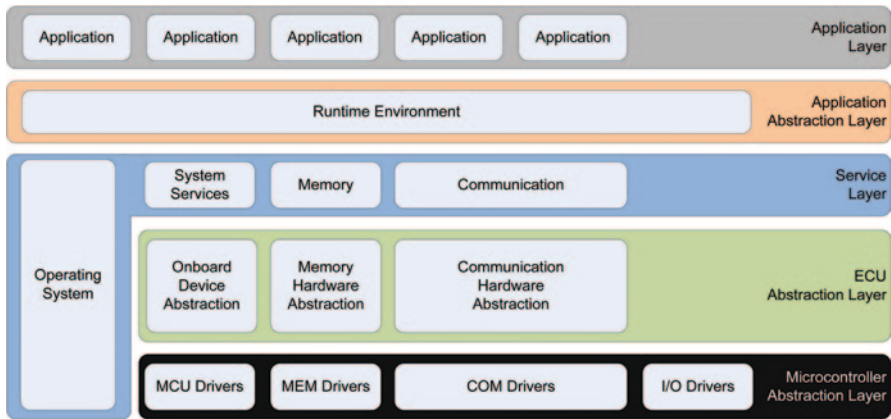 Application
Application
Application
Application
Application
Application
Layer
Runtime Environment
Application
Abstraction Layer
System
Services
Memory
Communication
Service
Layer
Operating
System
Onboard
Device
Abstraction
Memory
Hardware
Abstraction
Communication
Hardware
Abstraction
ECU
Abstraction Layer
MCU Drivers
MEM Drivers
COM Drivers
I/O Drivers
Microcontroller
Abstraction Layer